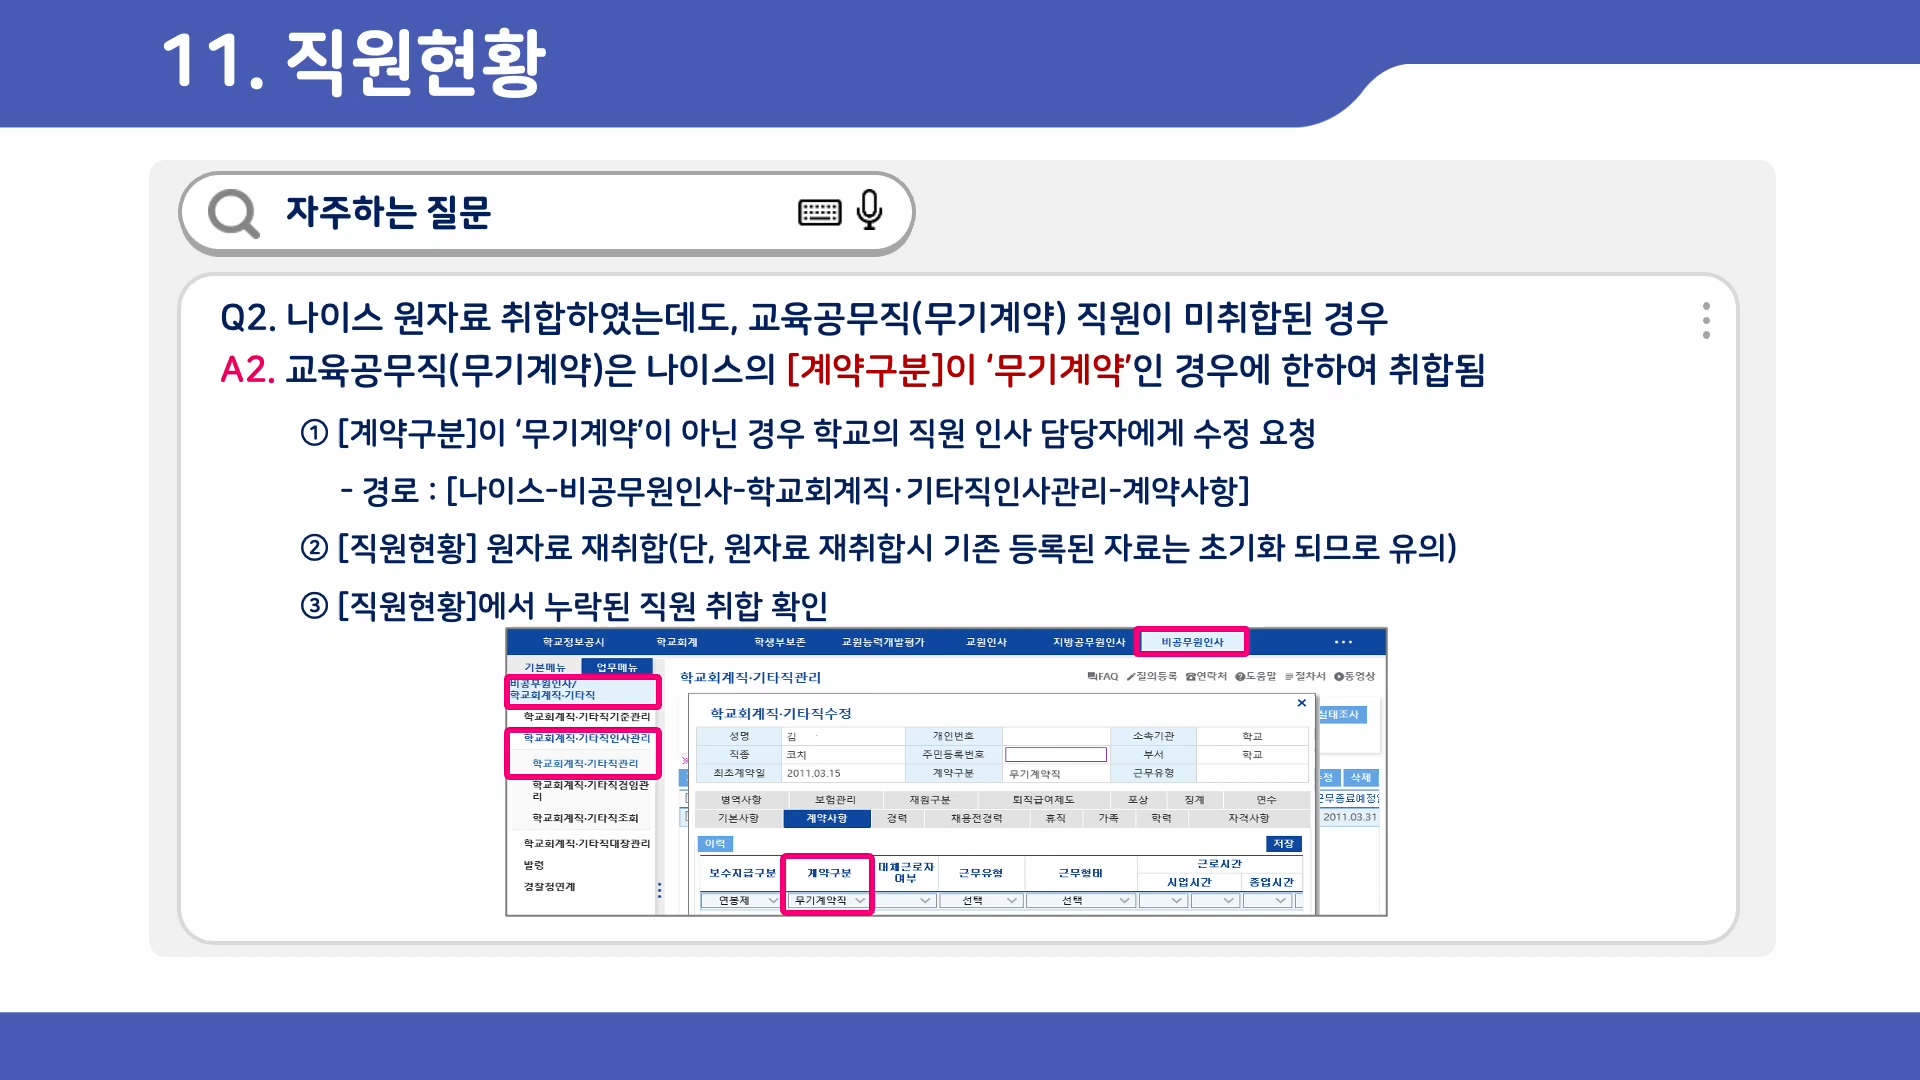 11. 직원현황
자주하는 질문
Q2. 나이스 원자료 취합하였는데도, 교육공무직(무기계약) 직원이 미취합된 경우
A2. 교육공무직(무기계약)은 나이스의 [계약구분]이 ‘무기계약’인 경우에 한하여 취합됨
① [계약구분]이 ‘무기계약’이 아닌 경우 학교의 직원 인사 담당자에게 수정 요청
- 경로 : [나이스-비공무원인사-학교회계직·기타직인사관리-계약사항]
② [직원현황] 원자료 재취합(단, 원자료 재취합시 기존 등록된 자료는 초기화 되므로 유의)
③ [직원현황]에서 누락된 직원 취합 확인
학교정보공시 학교회계 학생부보존 교원능력개발평가 교원인사 지방공무원인사 비공무원인사 ···
기본메뉴 업무메뉴
비공무원인사/
학교회계직·기타직
학교회계직·기타직기준관리
학교회계직·기타직인사관리
학교회계직·기타직관리
학교회계직·기타직겸임관
리
학교회계직·기타직조회
학교회계직·기타직대장관리
발령
경찰청연계
학교회계직·기타직관리
FAQ 질의등록 연락처 도움말 절차서 동영상
실태조사
삭제
근무종료예정일
2011.03.31
학교회계직·기타직수정
성명 김 개인번호 소속기관 학교
직종 코치 주민등록번호 부서 학교
최초계약일 2011.03.15 계약구분 무기계약직 근무유형
병역사항 보험관리 재원구분 퇴직급여제도 포상 징계 연수
기본사항 계약사항 경력 채용전경력 휴직 가족 학력 자격사항
이력 저장
보수지급구분 계약구분 대체근로자
여부 근무유형 근무형태 근로시간
시업시간 종업시간
연봉제 무기계약직 선택 선택